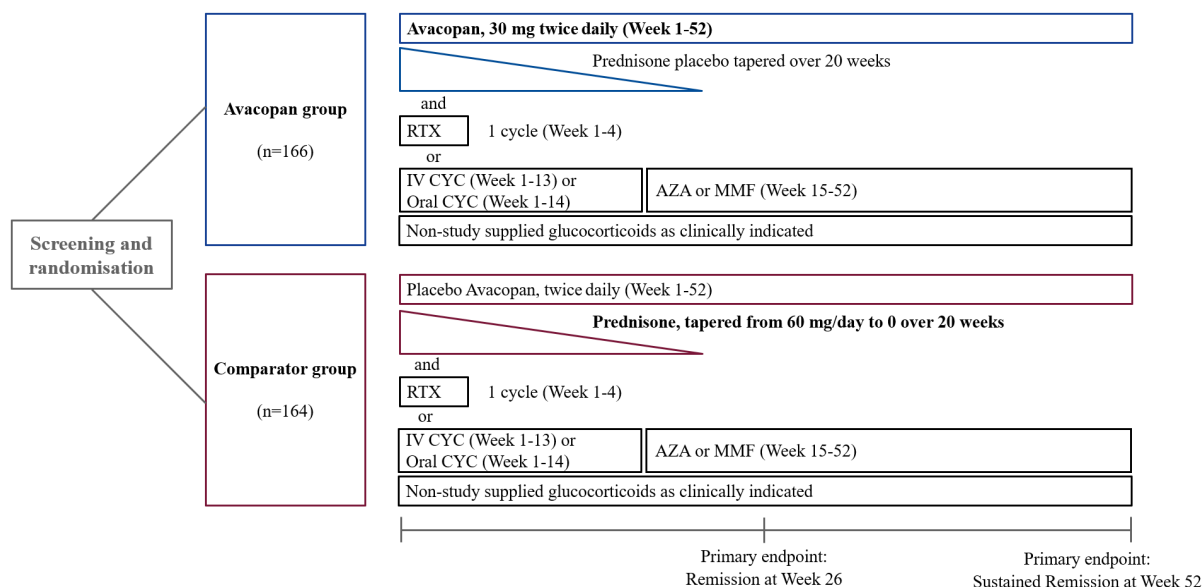 Screening and
randomisation
Avacopan group
(n=166)
Avacopan, 30 mg twice daily (Week 1-52)
Prednisone placebo tapered over 20 weeks
and
RTX
1 cycle (Week 1-4)
or
IV CYC (Week 1-13) or
Oral CYC (Week 1-14)
AZA or MMF (Week 15-52)
Non-study supplied glucocorticoids as clinically indicated
Comparator group
(n=164)
Placebo Avacopan, twice daily (Week 1-52)
Prednisone, tapered from 60 mg/day to 0 over 20 weeks
and
RTX
1 cycle (Week 1-4)
or
IV CYC (Week 1-13) or
Oral CYC (Week 1-14)
AZA or MMF (Week 15-52)
Non-study supplied glucocorticoids as clinically indicated
Primary endpoint:
Remission at Week 26
Primary endpoint:
Sustained Remission at Week 52